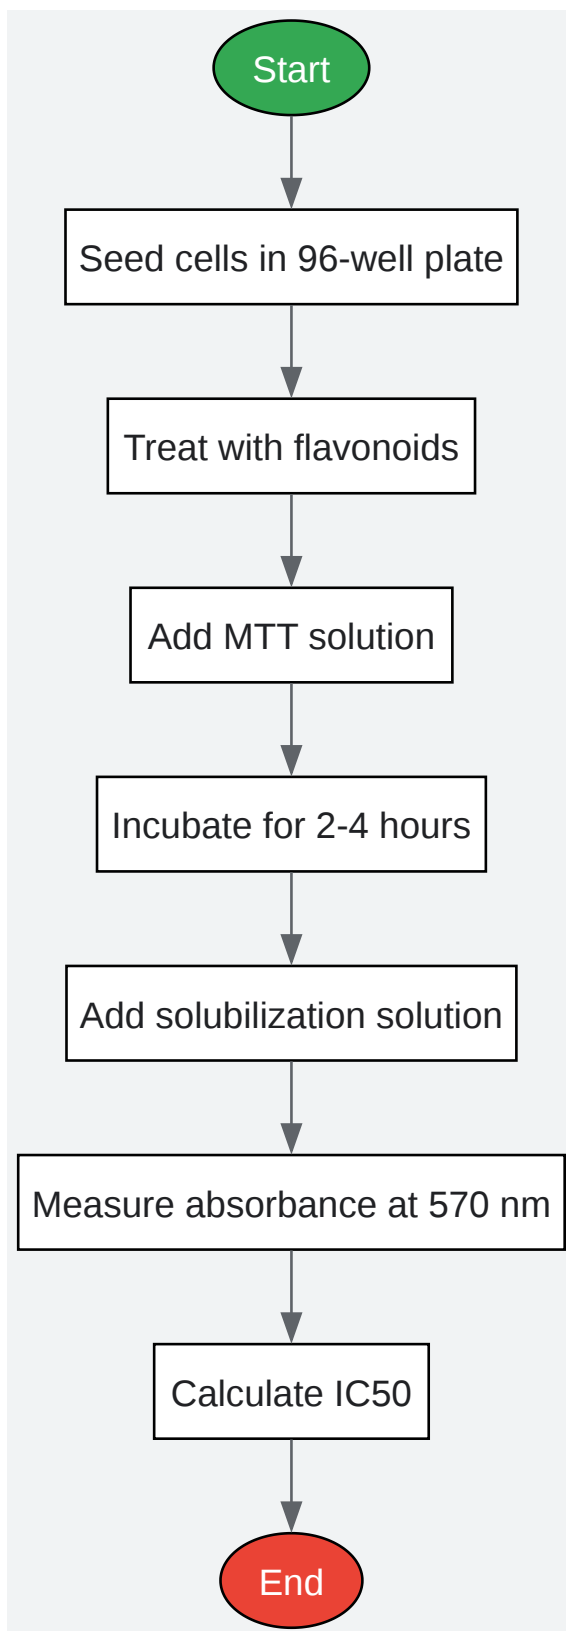 Start
Seed cells in 96-well plate
Treat with flavonoids
Add MTT solution
Incubate for 2-4 hours
Add solubilization solution
Measure absorbance at 570 nm
Calculate IC50
End